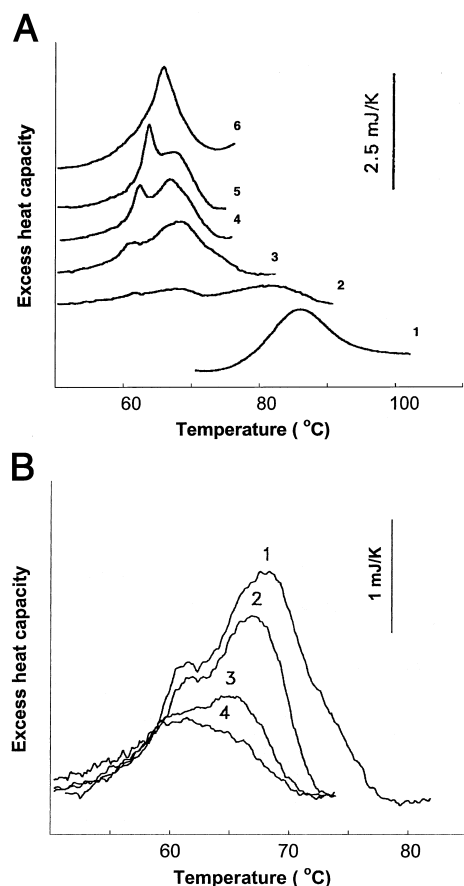 A
Excess heat capacity
2.5 mJ/K
6
5
4
3
2
1
60 80 100
Temperature ( °C)
B
Excess heat capacity
1 mJ/K
1
2
3
4
60 70 80
Temperature ( °C)